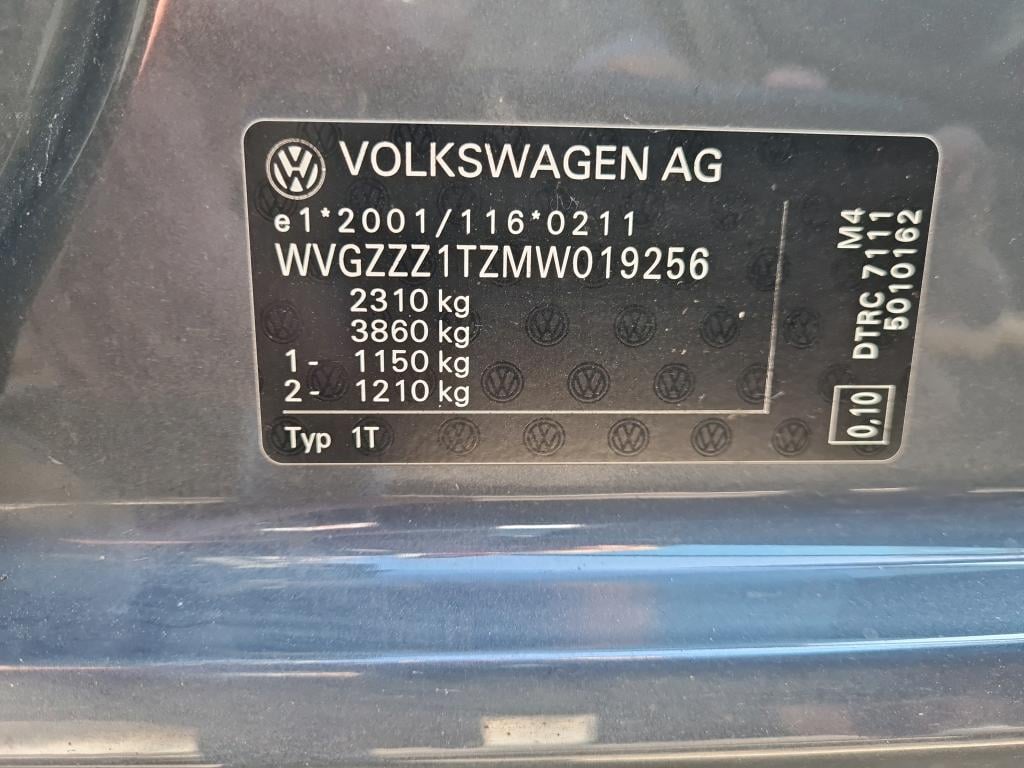 VOLKSWAGEN AG
e1*2001/116*0211
WVGZZZ1TZMW019256
2310 kg
3860 kg
1- 1150 kg
2- 1210 kg
Typ 1T
M4
DTRC 7111
5010162
0,10